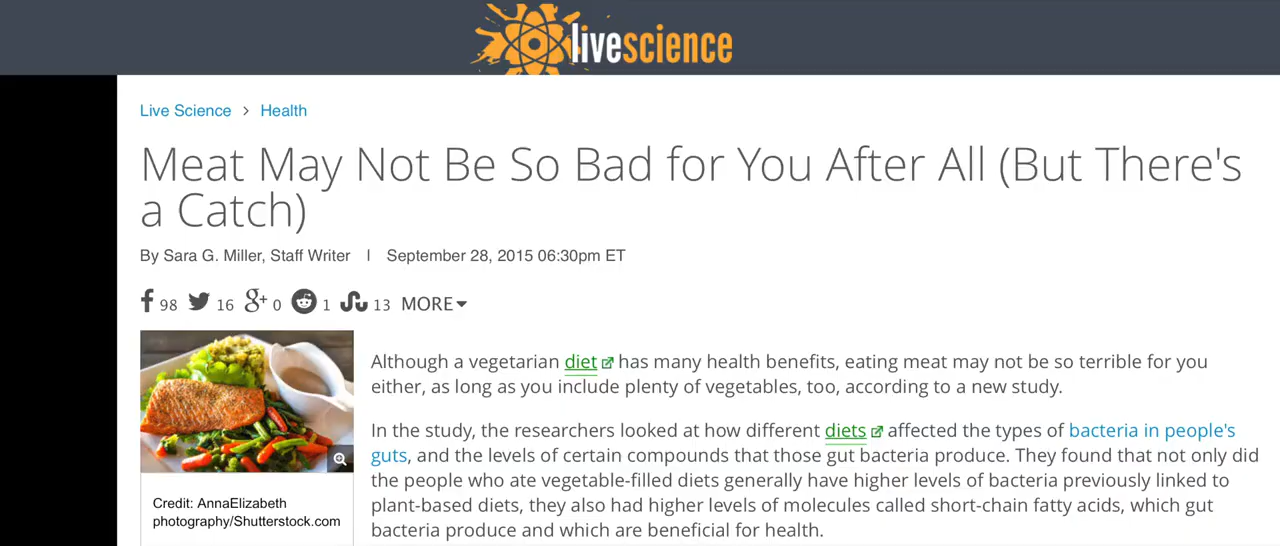 livescience
Live Science > Health
Meat May Not Be So Bad for You After All (But There's
a Catch)
By Sara G. Miller, Staff Writer | September 28, 2015 06:30pm ET
98 16 g+ 0 1 13 MORE
Although a vegetarian diet has many health benefits, eating meat may not be so terrible for you
either, as long as you include plenty of vegetables, too, according to a new study.
In the study, the researchers looked at how different diets affected the types of bacteria in people's
guts, and the levels of certain compounds that those gut bacteria produce. They found that not only did
the people who ate vegetable-filled diets generally have higher levels of bacteria previously linked to
plant-based diets, they also had higher levels of molecules called short-chain fatty acids, which gut
bacteria produce and which are beneficial for health.
Credit: AnnaElizabeth
photography/Shutterstock.com